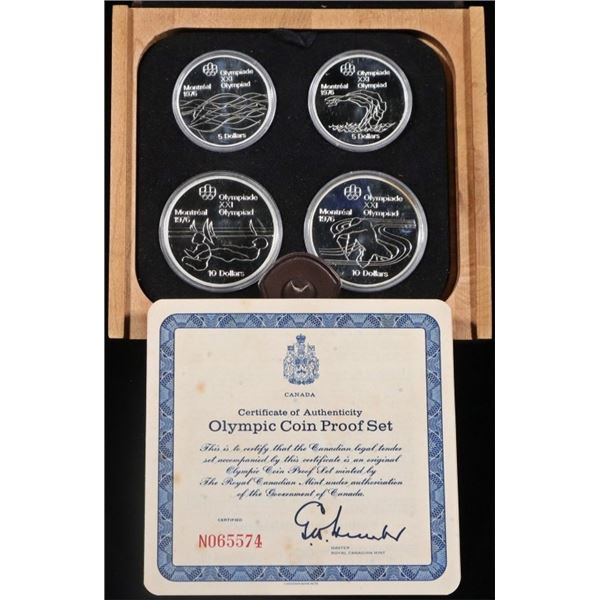 Olympiade
XXI
Montréal Olympiad
1976
5 Dollars
Olympiade
XXI
Montréal Olympiad
1976
5 Dollars
Olympiade
XXI
Montréal Olympiad
1976
10 Dollars
Olympiade
XXI
Montréal Olympiad
1976
10 Dollars
CANADA
Certificate of Authenticity
Olympic Coin Proof Set
This is to certify that the Canadian legal tender
set accompanied by this certificate is an original
Olympic Coin Proof Set minted by
The Royal Canadian Mint under authorization
of the Government of Canada.
CERTIFIED
N065574
MASTER
ROYAL CANADIAN MINT